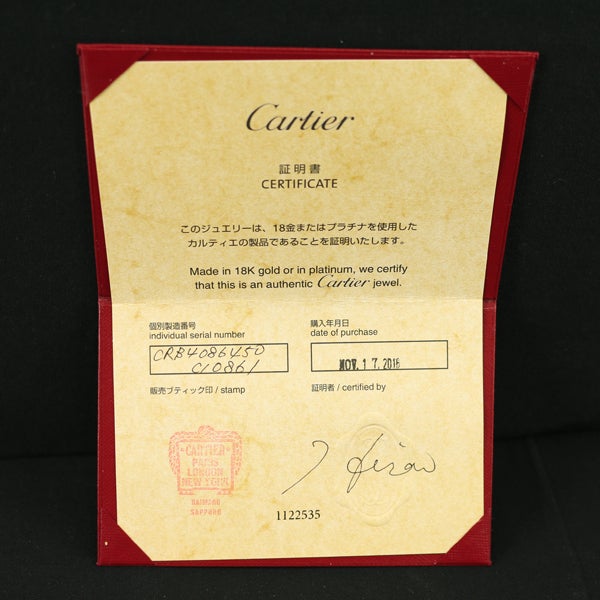 Cartier
証明書
CERTIFICATE
このジュエリーは、18金またはプラチナを使用した
カルティエの製品であることを証明いたします。
Made in 18K gold or in platinum, we certify
that this is an authentic Cartier jewel.
個別製造番号
individual serial number
CRB4086450
C10861
購入年月日
date of purchase
NOV. 17. 2016
販売ブティック印 / stamp
証明者 / certified by
CARTIER
PARIS
LONDON
NEW YORK
DAIMARU
SAPPORO
1122535